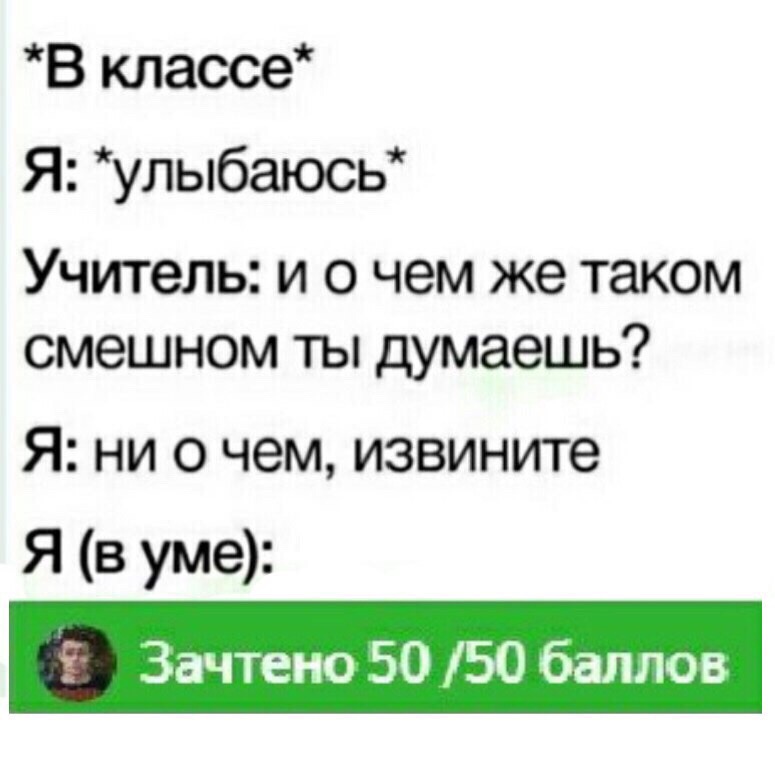 *В классе*
Я: *улыбаюсь*
Учитель: и о чем же таком
смешном ты думаешь?
Я: ни о чем, извините
Я (в уме):
Зачтено 50 /50 баллов